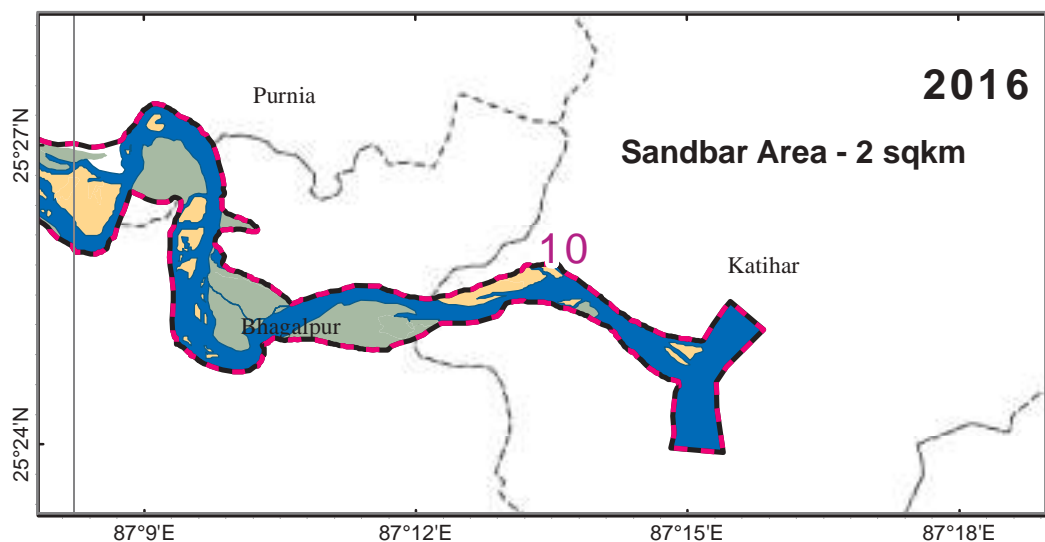 2016
Purnia
Sandbar Area - 2 sqkm
10
Katihar
Bhagalpur
25°27'N
25°24'N
87°9'E
87°12'E
87°15'E
87°18'E